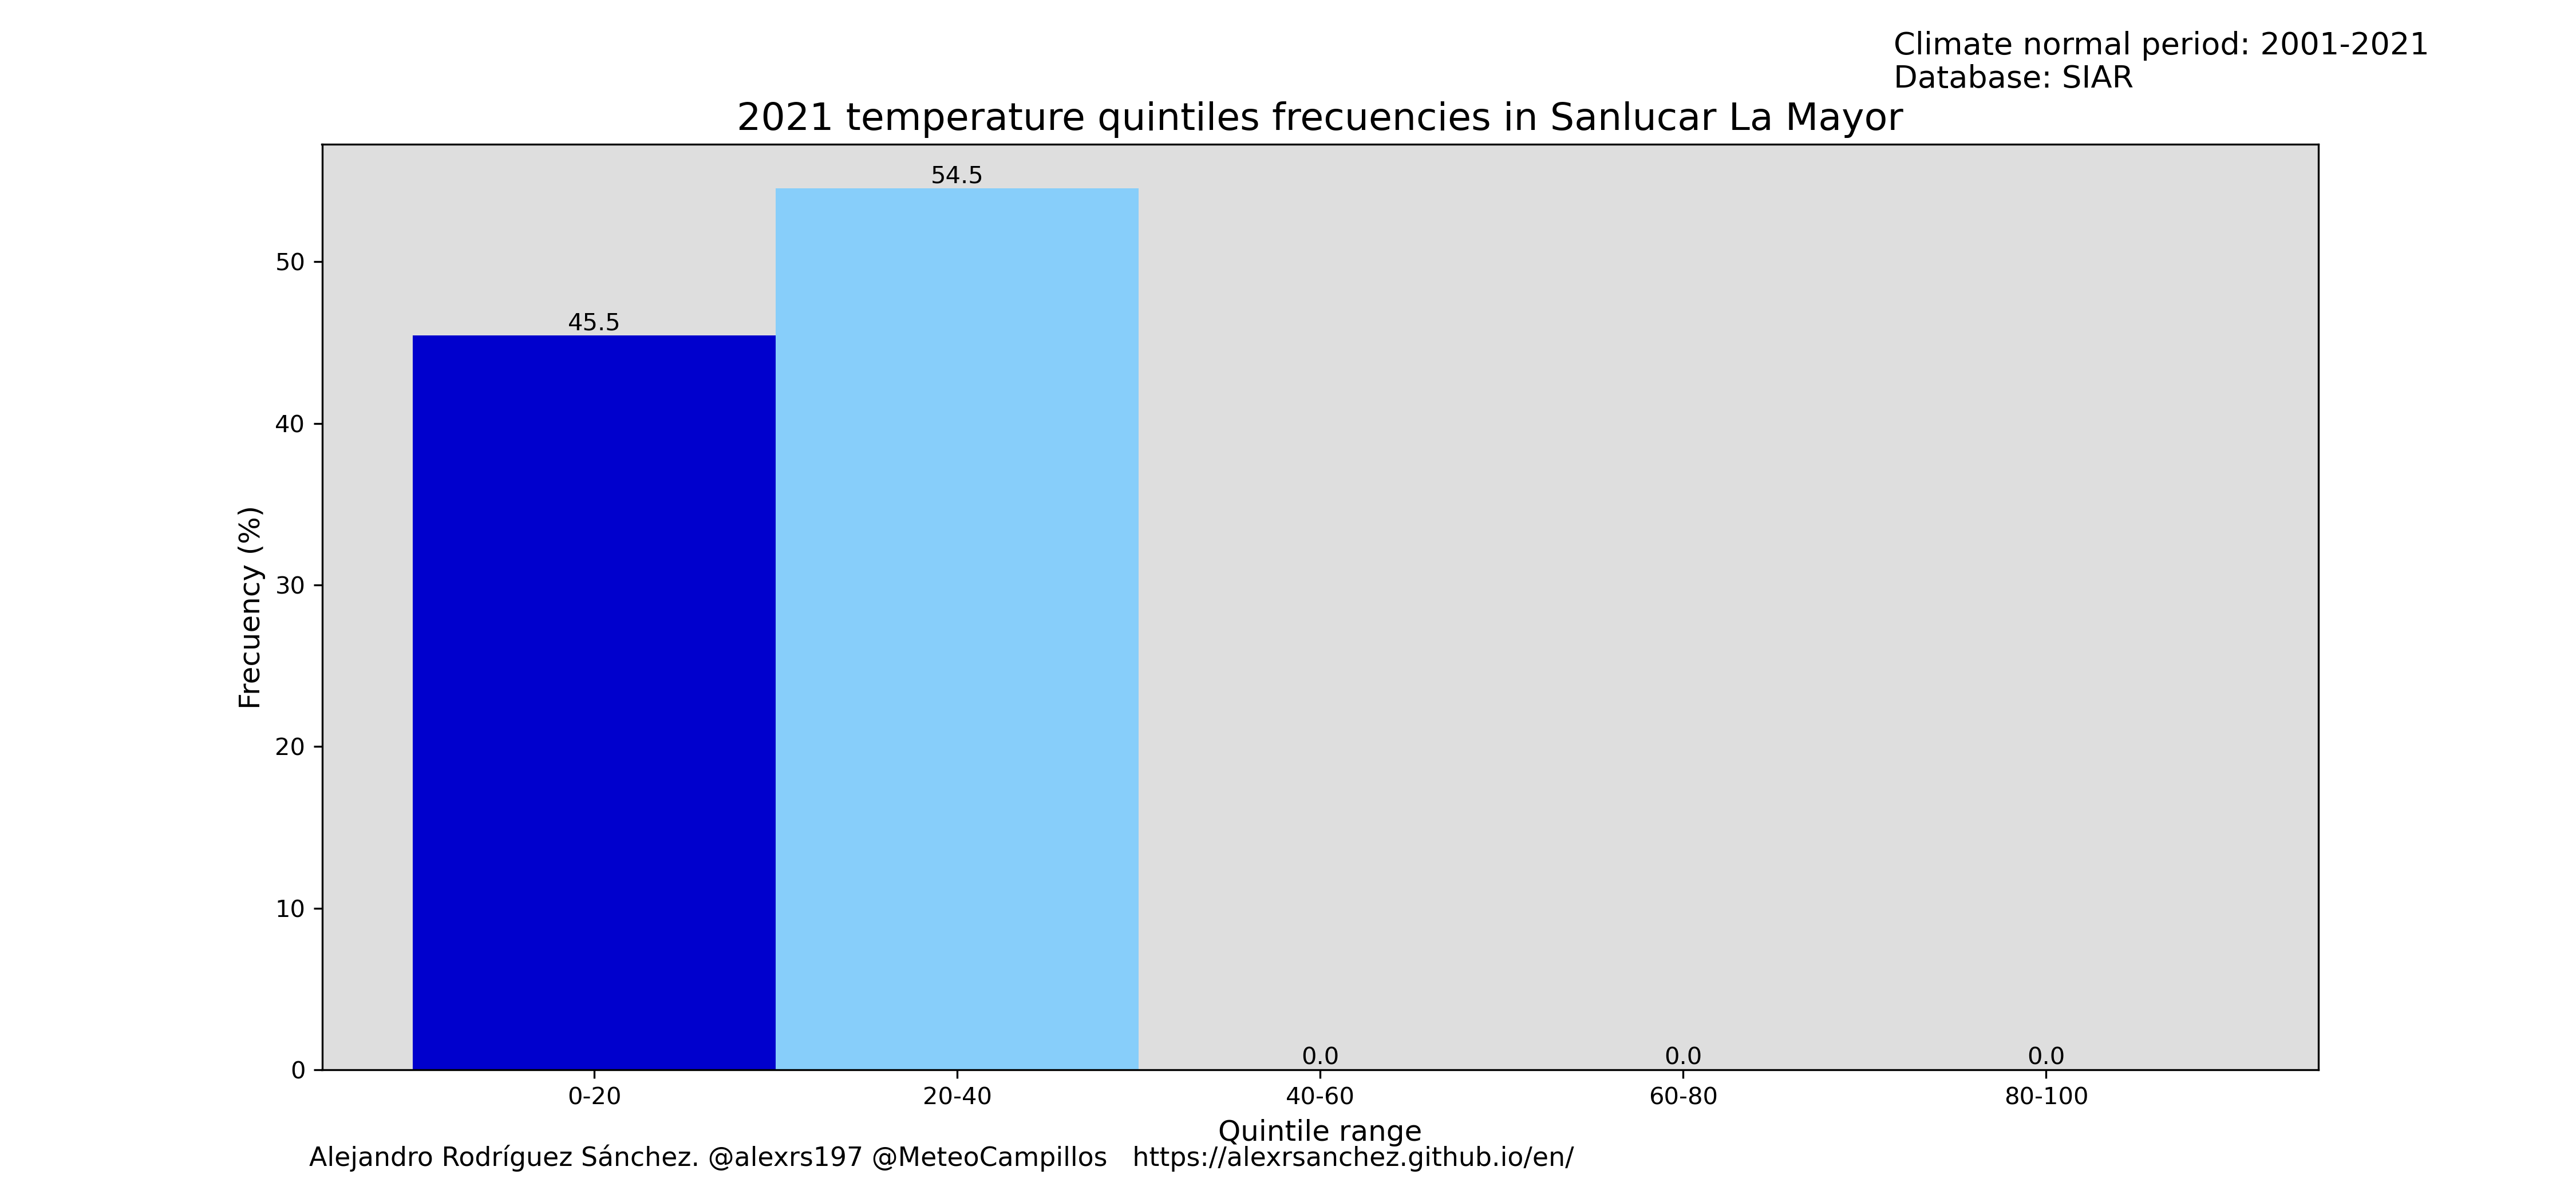 Climate normal period: 2001-2021
Database: SIAR
2021 temperature quintiles frecuencies in Sanlucar La Mayor
54.5
50
45.5
40
Frecuency (%)
30
20
10
0.0 0.0 0.0
0
0-20 20-40 40-60 60-80 80-100
Quintile range
Alejandro Rodríguez Sánchez. @alexrs197 @MeteoCampillos https://alexrsanchez.github.io/en/